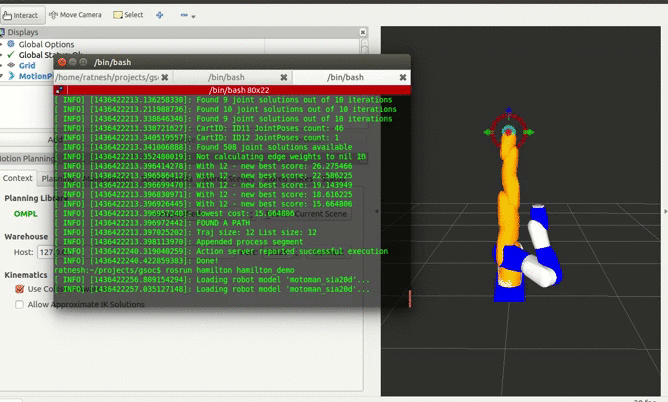 Interact
Move Camera
Select
Displays
Global Options
Global Status:
Grid
MotionP
/bin/bash
/home/ratnesh/projects/gso
/bin/bash
/bin/bash
/bin/bash 80x22
[ INFO] [1436422213.136258330]: Found 9 joint solutions out of 10 iterations
[ INFO] [1436422213.211988736]: Found 10 joint solutions out of 10 iterations
[ INFO] [1436422213.338646346]: Found 9 joint solutions out of 10 iterations
[ INFO] [1436422213.338721627]: CartID: ID11 JointPoses count: 46
[ INFO] [1436422213.340519557]: CartID: ID12 JointPoses count: 1
[ INFO] [1436422213.341006888]: Found 508 joint solutions available
[ INFO] [1436422213.352480019]: Not calculating edge weights to nil ID
[ INFO] [1436422213.396414278]: With 12 - new best score: 26.275466
[ INFO] [1436422213.396586412]: With 12 - new best score: 22.586225
[ INFO] [1436422213.396699470]: With 12 - new best score: 19.143949
[ INFO] [1436422213.396830971]: With 12 - new best score: 18.616225
[ INFO] [1436422213.396926445]: With 12 - new best score: 15.664806
[ INFO] [1436422213.396957240]: Lowest cost: 15.664806
[ INFO] [1436422213.396972442]: FOUND A PATH
[ INFO] [1436422213.397025202]: Traj size: 12 List size: 12
[ INFO] [1436422213.398113970]: Appended process segment
[ INFO] [1436422240.319040259]: Action server reported successful execution
[ INFO] [1436422240.422859383]: Done!
ratnesh:~/projects/gsoc$ rosrun hamilton hamilton_demo
[ INFO] [1436422256.809154294]: Loading robot model 'motoman_sia20d'...
[ INFO] [1436422257.035127148]: Loading robot model 'motoman_sia20d'...
Motion Planning
Context
Planning Library
OMPL
Current Scene
Warehouse
Host: 127.
Kinematics
Use Co
Allow Approximate IK Solutions